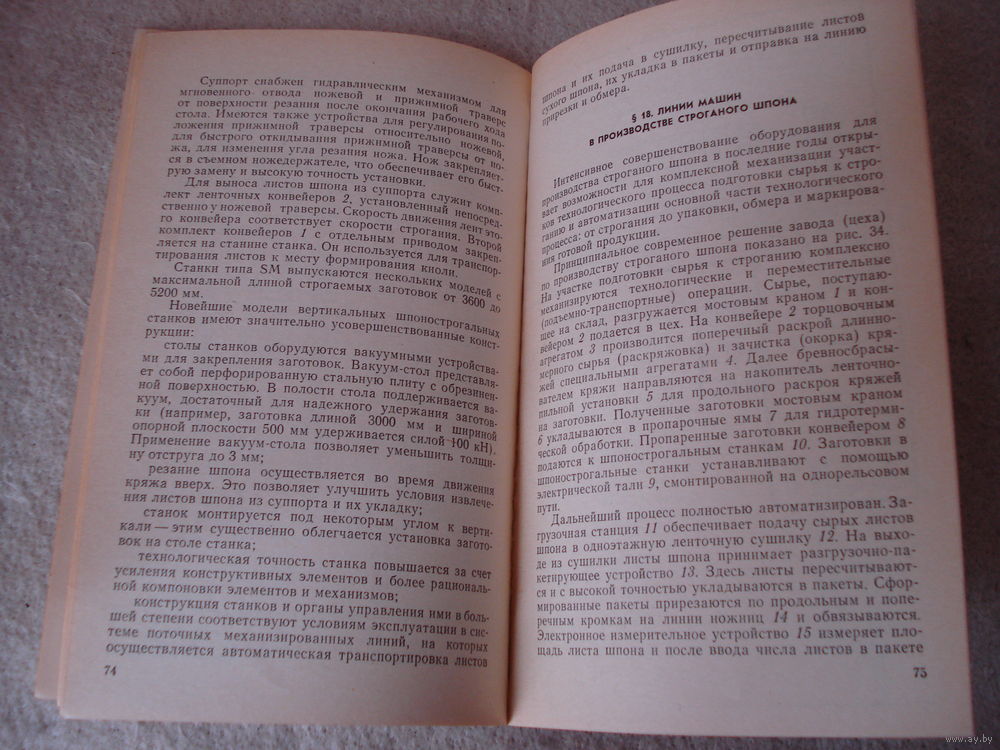 Суппорт снабжен гидравлическим механизмом для
мгновенного отвода ножевой и прижимной траверс
от поверхности резания после окончания рабочего хода
стола. Имеются также устройства для регулирования по-
ложения прижимной траверсы относительно ножевой,
для быстрого откидывания прижимной траверсы от но-
жа, для изменения угла резания ножа. Нож закрепляет-
ся в съемном ножедержателе, что обеспечивает его быст-
рую замену и высокую точность установки.
Для выноса листов шпона из суппорта служит комп-
лект ленточных конвейеров 2, установленный непосред-
ственно у ножевой траверсы. Скорость движения лент это-
го конвейера соответствует скорости строгания. Второй
комплект конвейеров 1 с отдельным приводом закреп-
ляется на станине станка. Он используется для транспор-
тирования листов к месту формирования кноли.
Станки типа SM выпускаются нескольких моделей с
максимальной длиной строгаемых заготовок от 3600 до
5200 мм.
Новейшие модели вертикальных шпонострогальных
станков имеют значительно усовершенствованные конст-
рукции:
столы станков оборудуются вакуумными устройства-
ми для закрепления заготовок. Вакуум-стол представля-
ет собой перфорированную стальную плиту с обрезинен-
ной поверхностью. В полости стола поддерживается ва-
куум, достаточный для надежного удержания заготов-
ки (например, заготовка длиной 3000 мм и шириной
опорной плоскости 500 мм удерживается силой 100 кН).
Применение вакуум-стола позволяет уменьшить толщи-
ну отструга до 3 мм;
резание шпона осуществляется во время движения
кряжа вверх. Это позволяет улучшить условия извлече-
ния листов шпона из суппорта и их укладку;
станок монтируется под некоторым углом к верти-
кали — этим существенно облегчается установка загото-
вок на столе станка;
технологическая точность станка повышается за счет
усиления конструктивных элементов и более рациональ-
ной компоновки элементов и механизмов;
конструкция станков и органы управления ими в боль-
шей степени соответствуют условиям эксплуатации в сис-
теме поточных механизированных линий, на которых
осуществляется автоматическая транспортировка листов
74
шпона и их подача в сушилку, пересчитывание листов
сухого шпона, их укладка в пакеты и отправка на линию
прирезки и обмера.
§ 18. ЛИНИИ МАШИН
В ПРОИЗВОДСТВЕ СТРОГАНОГО ШПОНА
Интенсивное совершенствование оборудования для
производства строганого шпона в последние годы откры-
вает возможности для комплексной механизации участ-
ков технологического процесса подготовки сырья к стро-
ганию и автоматизации основной части технологического
процесса: от строгания до упаковки, обмера и маркирова-
ния готовой продукции.
Принципиальное современное решение завода (цеха)
по производству строганого шпона показано на рис. 34.
На участке подготовки сырья к строганию комплексно
механизируются технологические и переместительные
(подъемно-транспортные) операции. Сырье, поступаю-
щее на склад, разгружается мостовым краном 1 и кон-
вейером 2 подается в цех. На конвейере 2 торцовочным
агрегатом 3 производится поперечный раскрой длинно-
мерного сырья (раскряжовка) и зачистка (окорка) кря-
жей специальными агрегатами 4. Далее бревносбрасы-
вателем кряжи направляются на накопитель ленточно-
пильной установки 5 для продольного раскроя кряжей
на заготовки. Полученные заготовки мостовым краном
6 укладываются в пропарочные ямы 7 для гидротерми-
ческой обработки. Пропаренные заготовки конвейером 8
подаются к шпонострогальным станкам 10. Заготовки в
шпонострогальные станки устанавливают с помощью
электрической тали 9, смонтированной на однорельсовом
пути.
Дальнейший процесс полностью автоматизирован. За-
грузочная станция 11 обеспечивает подачу сырых листов
шпона в одноэтажную ленточную сушилку 12. На выхо-
де из сушилки листы шпона принимает разгрузочно-па-
кетирующее устройство 13. Здесь листы пересчитывают-
ся и с высокой точностью укладываются в пакеты. Сфор-
мированные пакеты прирезаются по продольным и попе-
речным кромкам на линии ножниц 14 и обвязываются.
Электронное измерительное устройство 15 измеряет пло-
щадь листа шпона и после ввода числа листов в пакете
75
www.ay.by